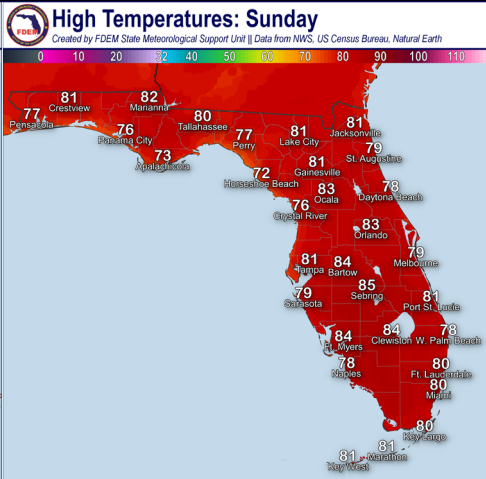 FDEM
High Temperatures: Sunday
Created by FDEM State Meteorological Support Unit || Data from NWS, US Census Bureau, Natural Earth
0 10 20 32 40 50 60 70 80 90 100 110
81
Crestview
82
Marianna
77
Pensacola
76
Panama City
80
Tallahassee
73
Apalachicola
77
Perry
81
Lake City
81
Jacksonville
79
St. Augustine
72
Horseshoe Beach
81
Gainesville
83
Ocala
78
Daytona Beach
76
Crystal River
83
Orlando
79
Melbourne
81
Tampa
84
Bartow
79
Sarasota
85
Sebring
81
Port St. Lucie
84
Ft. Myers
84
Clewiston
78
W. Palm Beach
78
Naples
80
Ft. Lauderdale
80
Miami
80
Key Largo
81
Marathon
81
Key West